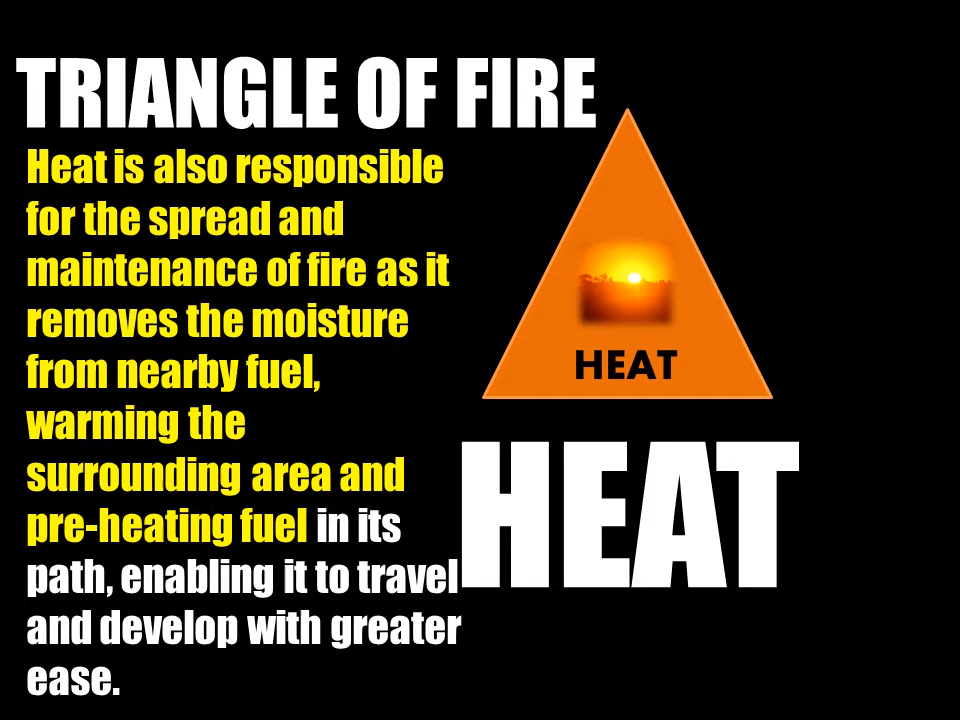 TRIANGLE OF FIRE
Heat is also responsible
for the spread and
maintenance of fire as it
removes the moisture
from nearby fuel,
warming the
surrounding area and
pre-heating fuel in its
path, enabling it to travel
and develop with greater
ease.
HEAT
HEAT